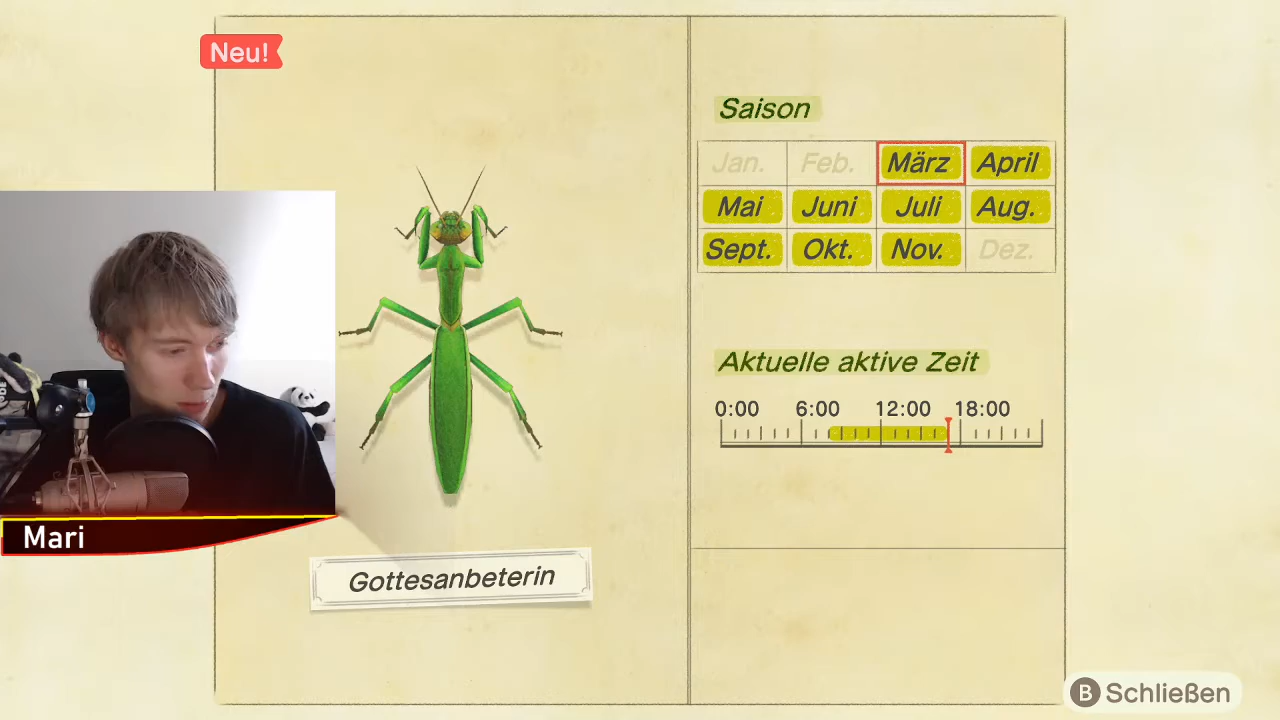 Neu!
Saison
Jan. Feb. März April
Mai Juni Juli Aug.
Sept. Okt. Nov. Dez.
Aktuelle aktive Zeit
0:00 6:00 12:00 18:00
Mari
Gottesanbeterin
B Schließen